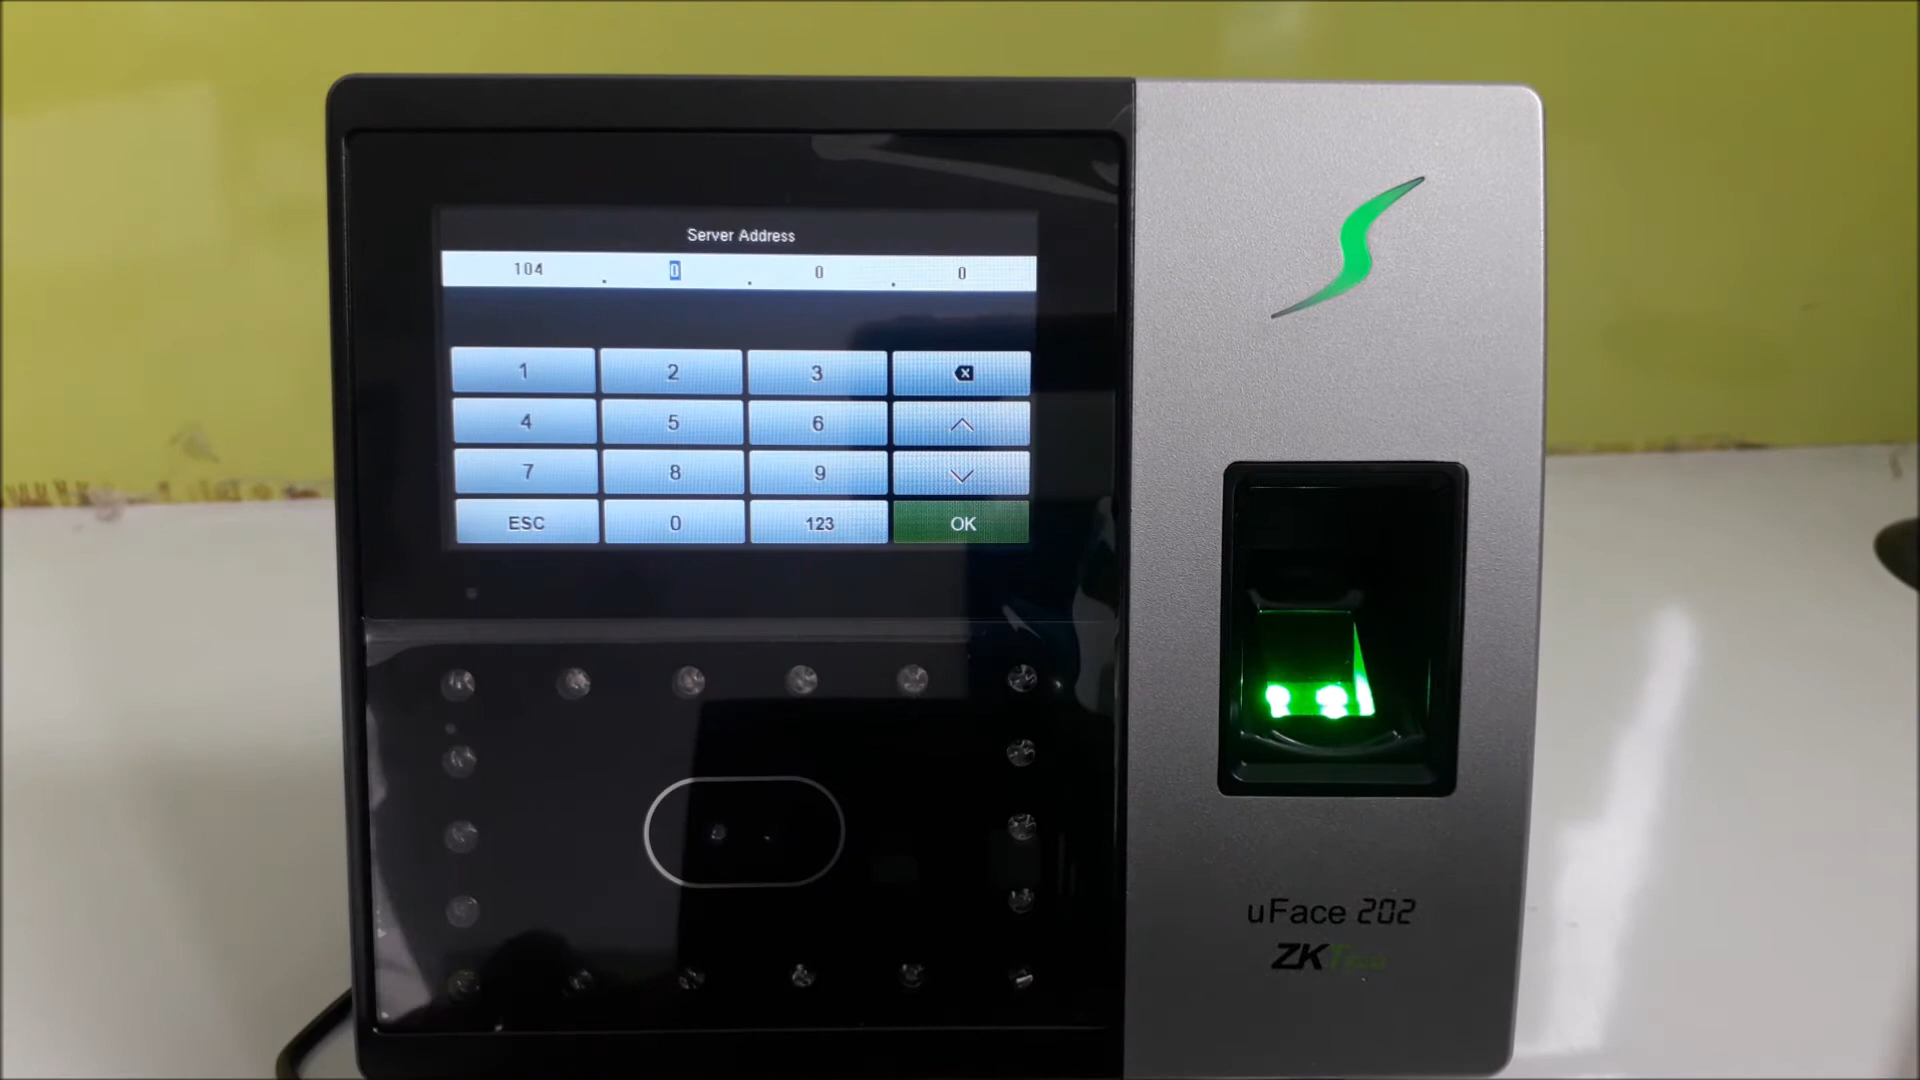 Server Address
104 . 0 . 0 . 0
1 2 3
4 5 6
7 8 9
ESC 0 123 OK
uFace 202
ZKTeco